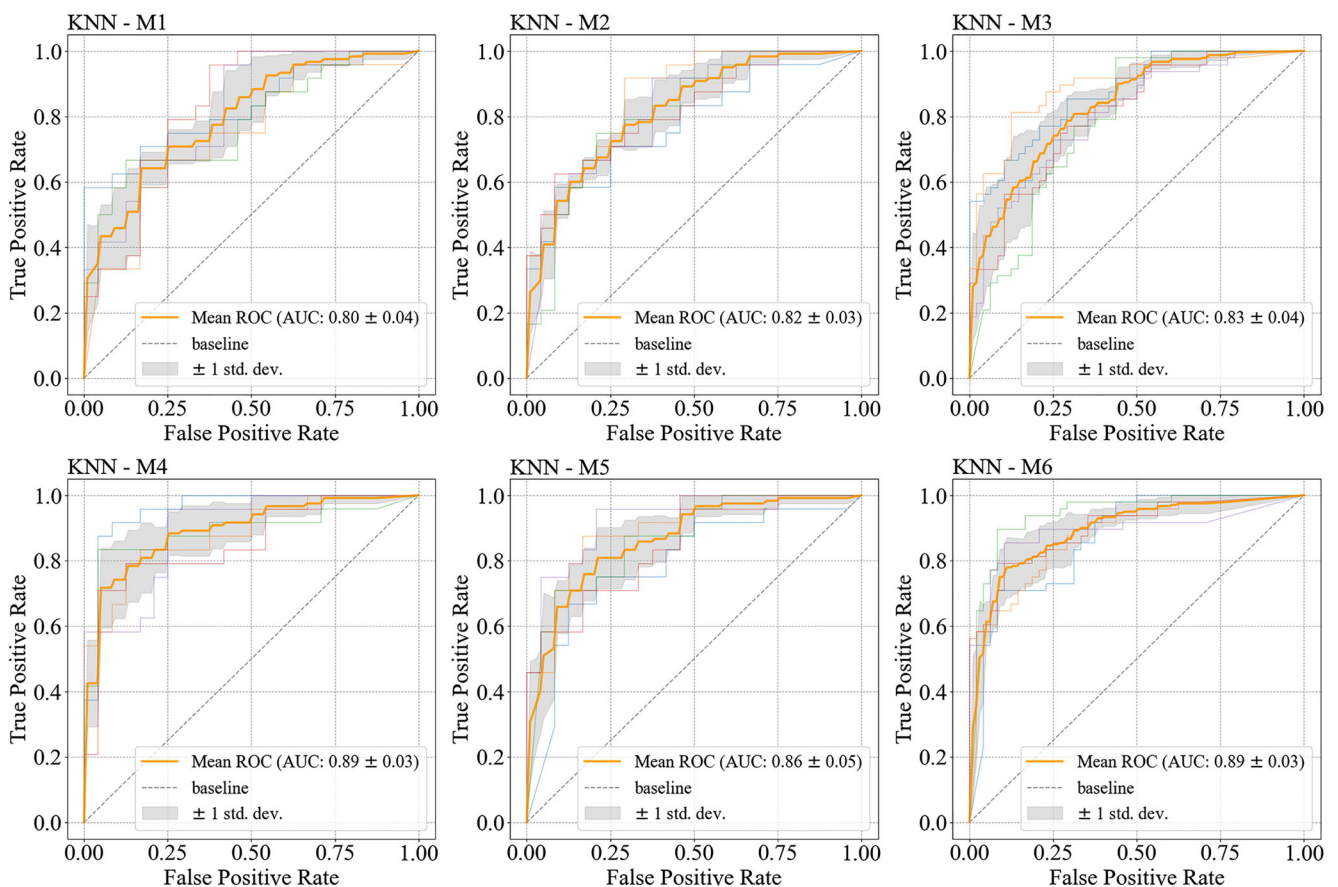 KNN - M1
1.0
0.8
0.6
0.4
0.2
0.0
True Positive Rate
Mean ROC (AUC: 0.80 ± 0.04)
baseline
± 1 std. dev.
0.00 0.25 0.50 0.75 1.00
False Positive Rate
KNN - M2
1.0
0.8
0.6
0.4
0.2
0.0
True Positive Rate
Mean ROC (AUC: 0.82 ± 0.03)
baseline
± 1 std. dev.
0.00 0.25 0.50 0.75 1.00
False Positive Rate
KNN - M3
1.0
0.8
0.6
0.4
0.2
0.0
True Positive Rate
Mean ROC (AUC: 0.83 ± 0.04)
baseline
± 1 std. dev.
0.00 0.25 0.50 0.75 1.00
False Positive Rate
KNN - M4
1.0
0.8
0.6
0.4
0.2
0.0
True Positive Rate
Mean ROC (AUC: 0.89 ± 0.03)
baseline
± 1 std. dev.
0.00 0.25 0.50 0.75 1.00
False Positive Rate
KNN - M5
1.0
0.8
0.6
0.4
0.2
0.0
True Positive Rate
Mean ROC (AUC: 0.86 ± 0.05)
baseline
± 1 std. dev.
0.00 0.25 0.50 0.75 1.00
False Positive Rate
KNN - M6
1.0
0.8
0.6
0.4
0.2
0.0
True Positive Rate
Mean ROC (AUC: 0.89 ± 0.03)
baseline
± 1 std. dev.
0.00 0.25 0.50 0.75 1.00
False Positive Rate